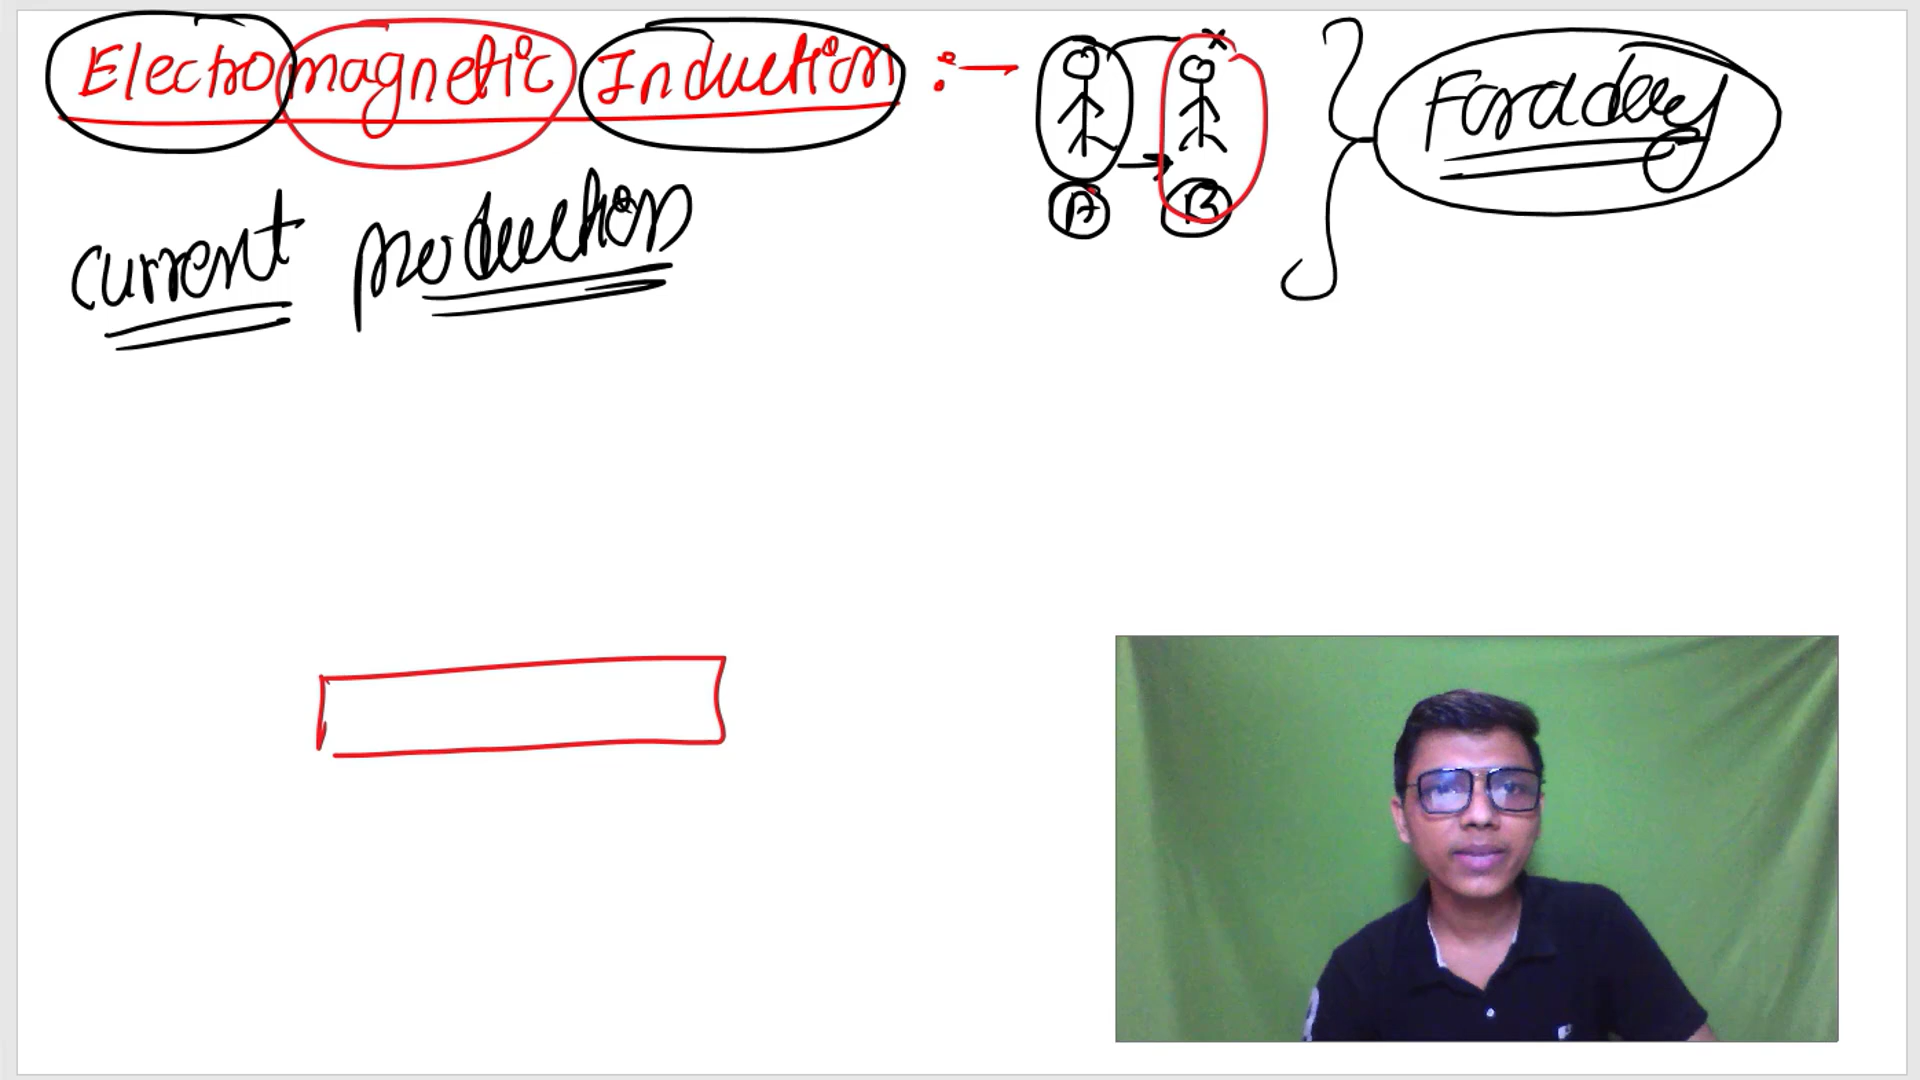 Electromagnetic Induction :-
A
B
Faraday
current production